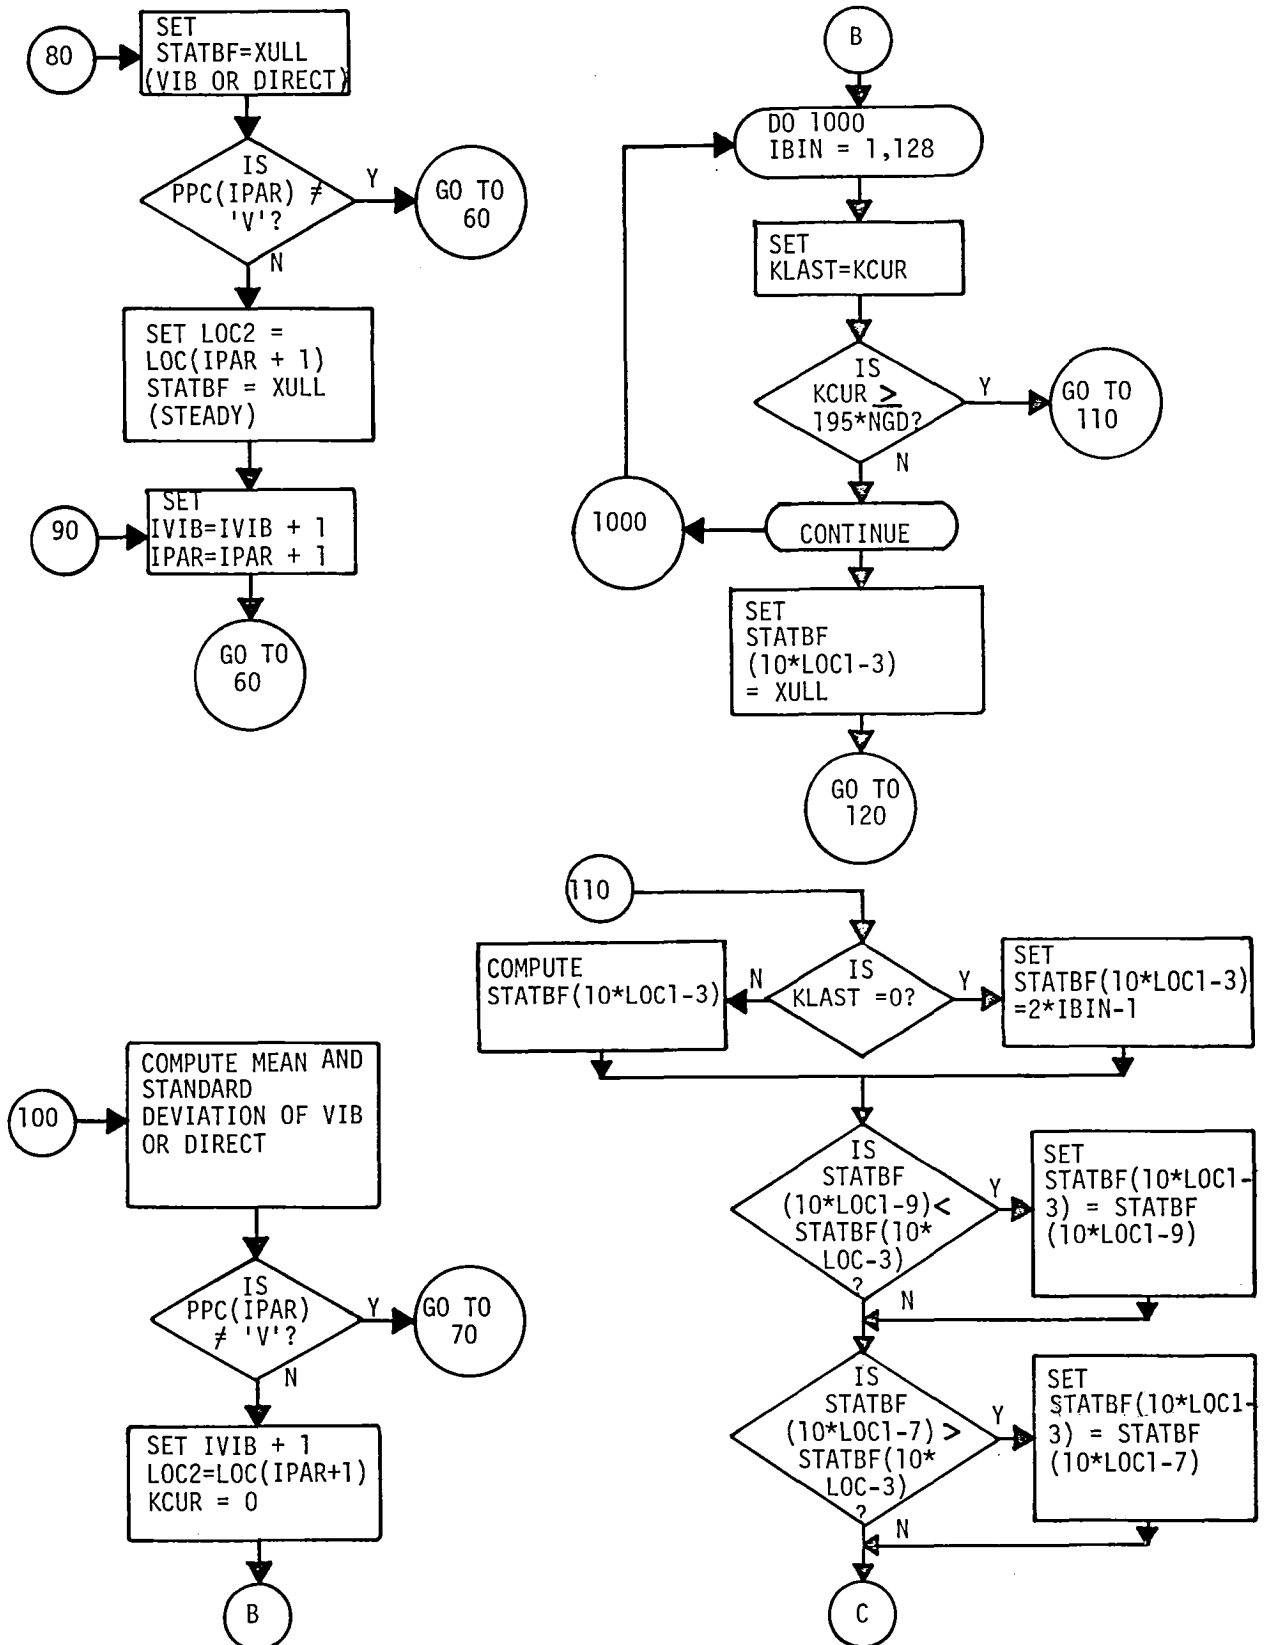 80
SET
STATBF=XULL
(VIB OR DIRECT)
IS
PPC(IPAR) ≠
'V'?
Y
GO TO
60
N
SET LOC2 =
LOC(IPAR + 1)
STATBF = XULL
(STEADY)
90
SET
IVIB=IVIB + 1
IPAR=IPAR + 1
GO TO
60
100
COMPUTE MEAN AND
STANDARD
DEVIATION OF VIB
OR DIRECT
IS
PPC(IPAR)
≠ 'V'?
Y
GO TO
70
N
SET IVIB + 1
LOC2=LOC(IPAR+1)
KCUR = 0
B
B
DO 1000
IBIN = 1,128
SET
KLAST=KCUR
IS
KCUR ≥
195*NGD?
Y
GO TO
110
N
CONTINUE
1000
SET
STATBF
(10*LOC1-3)
= XULL
GO TO
120
110
IS
KLAST =0?
N
COMPUTE
STATBF(10*LOC1-3)
Y
SET
STATBF(10*LOC1-3)
=2*IBIN-1
IS
STATBF
(10*LOC1-9)<
STATBF(10*
LOC-3)
?
Y
SET
STATBF(10*LOC1-
3) = STATBF
(10*LOC1-9)
N
IS
STATBF
(10*LOC1-7) >
STATBF(10*
LOC-3)
?
Y
SET
STATBF(10*LOC1-
3) = STATBF
(10*LOC1-7)
N
C